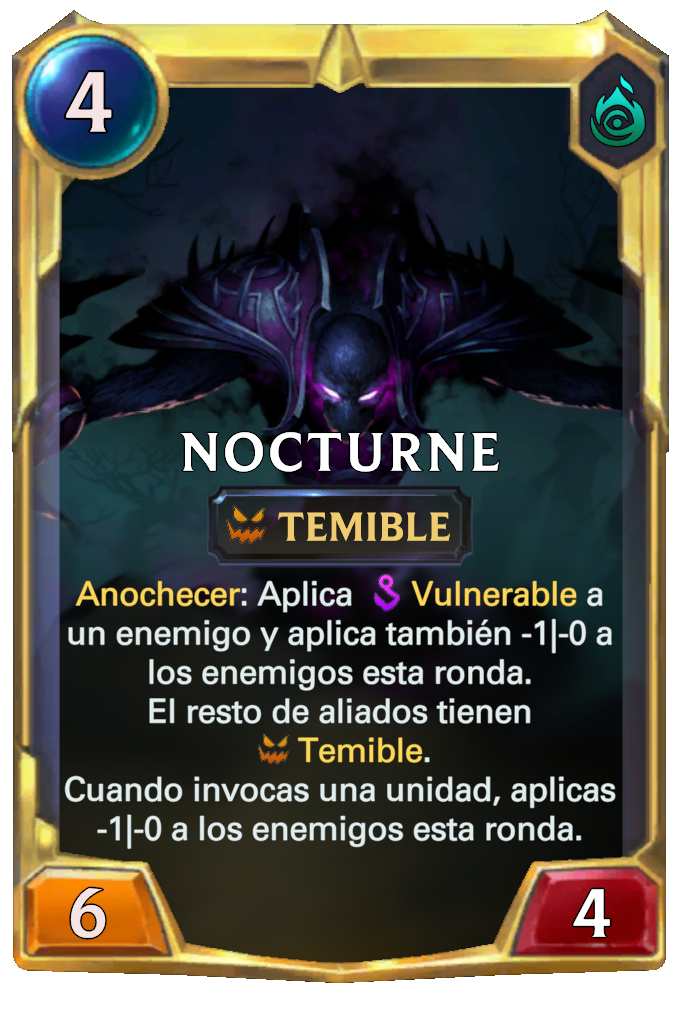 4
NOCTURNE
TEMIBLE
Anochecer: Aplica Vulnerable a
un enemigo y aplica también -1|-0 a
los enemigos esta ronda.
El resto de aliados tienen
Temible.
Cuando invocas una unidad, aplicas
-1|-0 a los enemigos esta ronda.
6
4